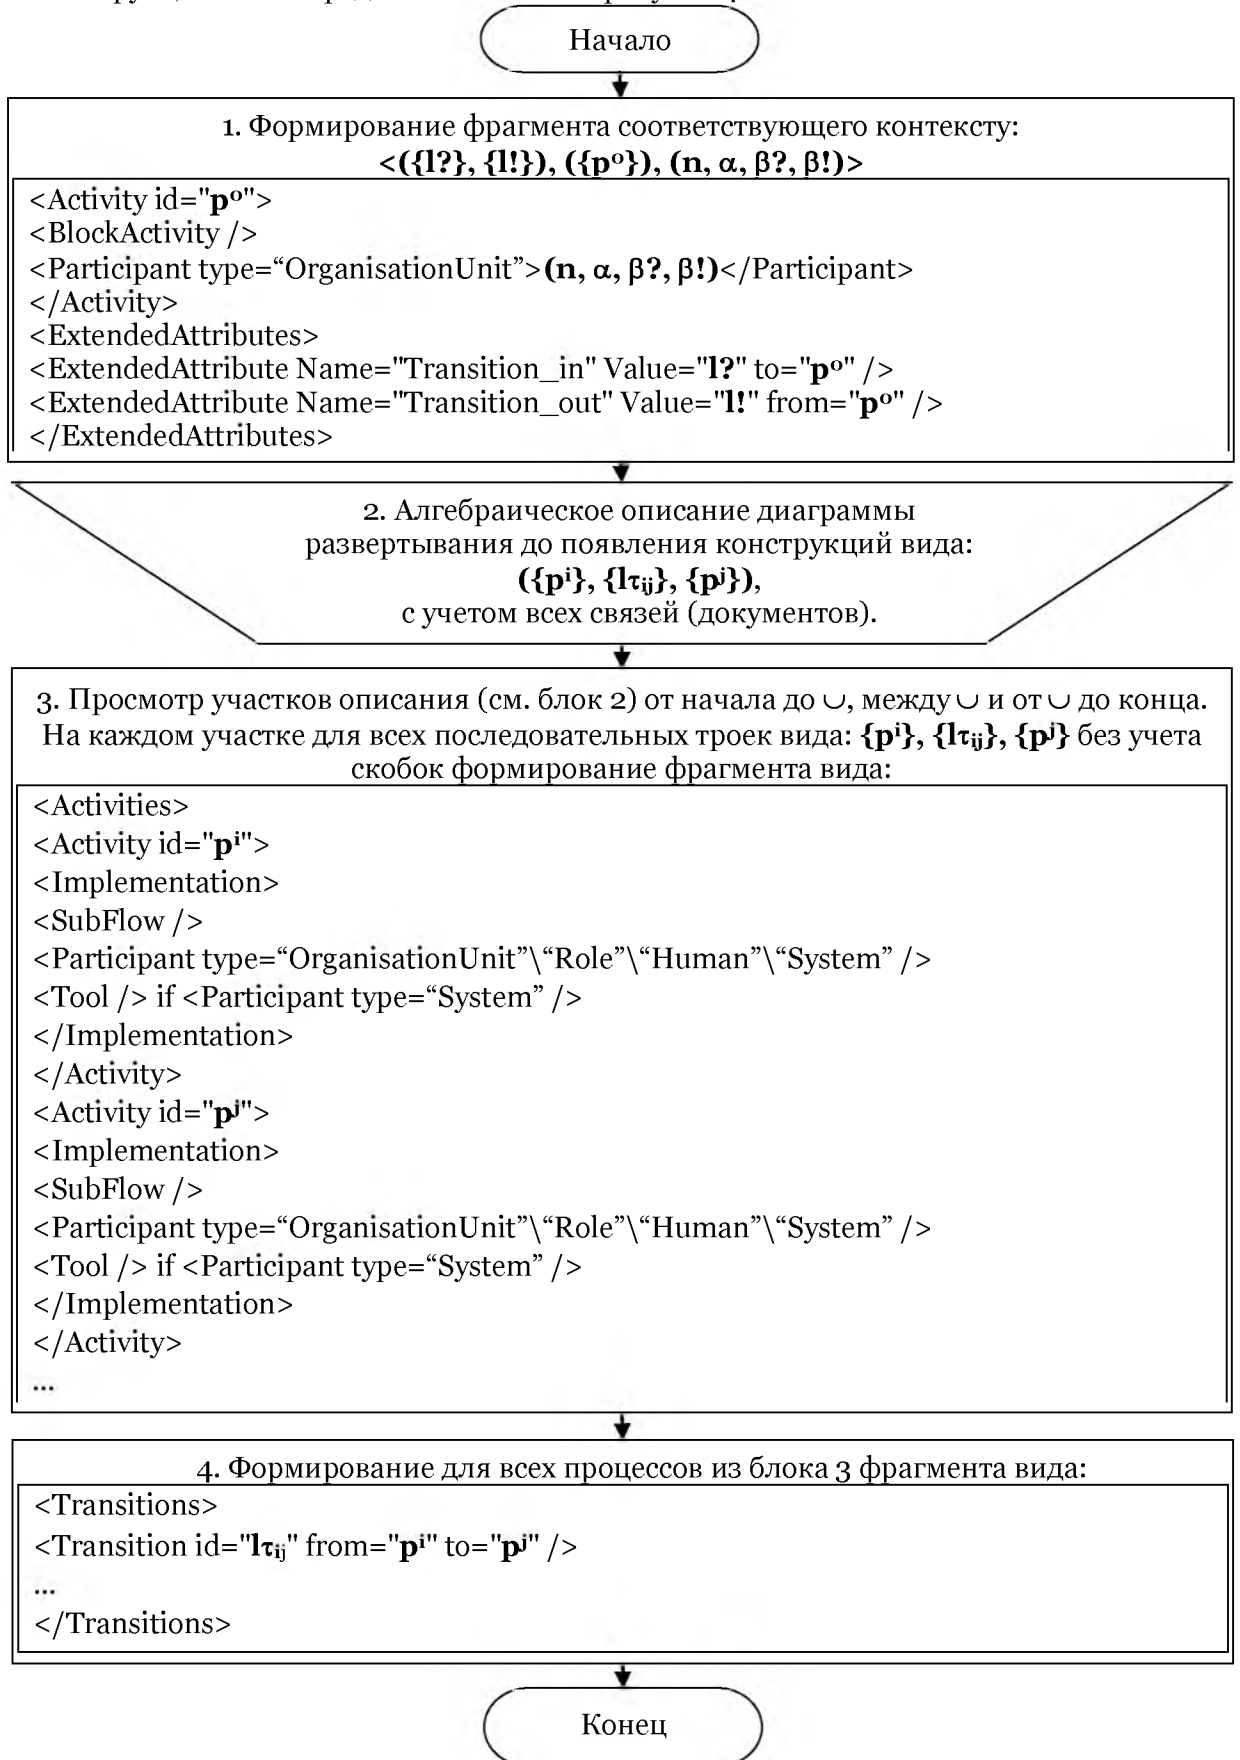 Начало
1. Формирование фрагмента соответствующего контексту:
<({l?}, {l!}), ({pº}), (n, α, β?, β!)>
<Activity id="pº">
<BlockActivity />
<Participant type=“OrganisationUnit”>(n, α, β?, β!)</Participant>
</Activity>
<ExtendedAttributes>
<ExtendedAttribute Name="Transition_in" Value="l?" to="pº" />
<ExtendedAttribute Name="Transition_out" Value="l!" from="pº" />
</ExtendedAttributes>
2. Алгебраическое описание диаграммы
развертывания до появления конструкций вида:
({pⁱ}, {lτᵢⱼ}, {pʲ}),
с учетом всех связей (документов).
3. Просмотр участков описания (см. блок 2) от начала до ∪, между ∪ и от ∪ до конца.
На каждом участке для всех последовательных троек вида: {pⁱ}, {lτᵢⱼ}, {pʲ} без учета
скобок формирование фрагмента вида:
<Activities>
<Activity id="pⁱ">
<Implementation>
<SubFlow />
<Participant type=“OrganisationUnit”\“Role”\“Human”\“System” />
<Tool /> if <Participant type=“System” />
</Implementation>
</Activity>
<Activity id="pʲ">
<Implementation>
<SubFlow />
<Participant type=“OrganisationUnit”\“Role”\“Human”\“System” />
<Tool /> if <Participant type=“System” />
</Implementation>
</Activity>
...
4. Формирование для всех процессов из блока 3 фрагмента вида:
<Transitions>
<Transition id="lτᵢⱼ" from="pⁱ" to="pʲ" />
...
</Transitions>
Конец